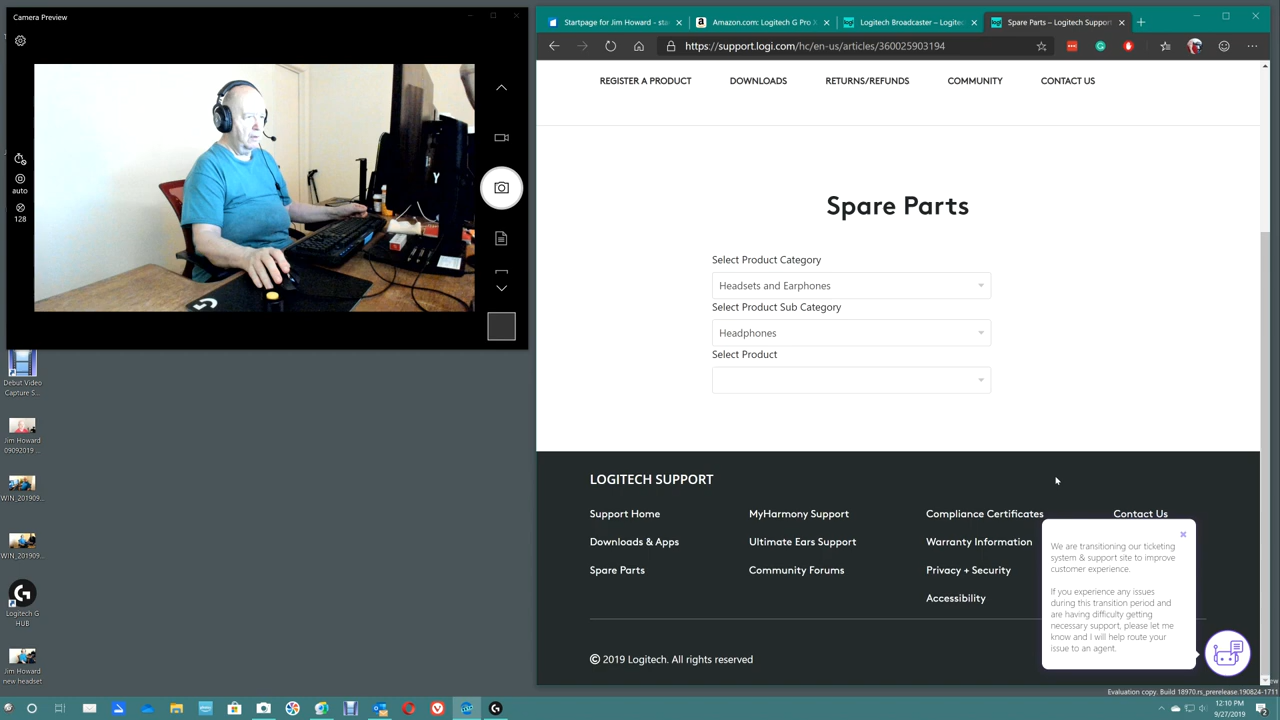 Camera Preview
auto
128
Debut Video
Capture S...
Jim Howard
09092019 ...
WIN_201909...
WIN_201909...
Logitech G
HUB
Jim Howard
new headset
Startpage for Jim Howard - sta
Amazon.com: Logitech G Pro X
Logitech Broadcaster – Logitec
Spare Parts – Logitech Support
https://support.logi.com/hc/en-us/articles/360025903194
REGISTER A PRODUCT
DOWNLOADS
RETURNS/REFUNDS
COMMUNITY
CONTACT US
Spare Parts
Select Product Category
Headsets and Earphones
Select Product Sub Category
Headphones
Select Product
LOGITECH SUPPORT
Support Home
MyHarmony Support
Compliance Certificates
Contact Us
Downloads & Apps
Ultimate Ears Support
Warranty Information
Spare Parts
Community Forums
Privacy + Security
Accessibility
We are transitioning our ticketing
system & support site to improve
customer experience.
If you experience any issues
during this transition period and
are having difficulty getting
necessary support, please let me
know and I will help route your
issue to an agent.
© 2019 Logitech. All rights reserved
Evaluation copy. Build 18970.rs_prerelease.190824-1711
12:10 PM
9/27/2019
2